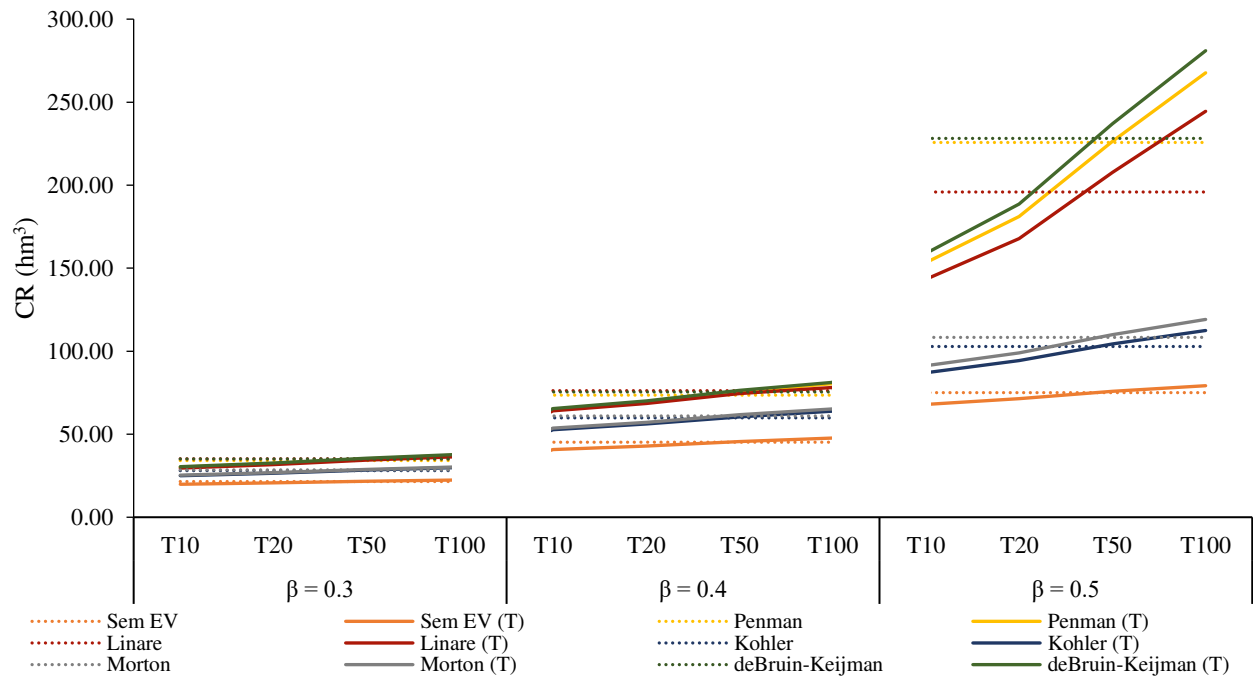 300.00
250.00
200.00
150.00
100.00
50.00
0.00
CR (hm³)
T10 T20 T50 T100 T10 T20 T50 T100 T10 T20 T50 T100
β = 0.3 β = 0.4 β = 0.5
Sem EV Sem EV (T) Penman Penman (T)
Linare Linare (T) Kohler Kohler (T)
Morton Morton (T) deBruin-Keijman deBruin-Keijman (T)